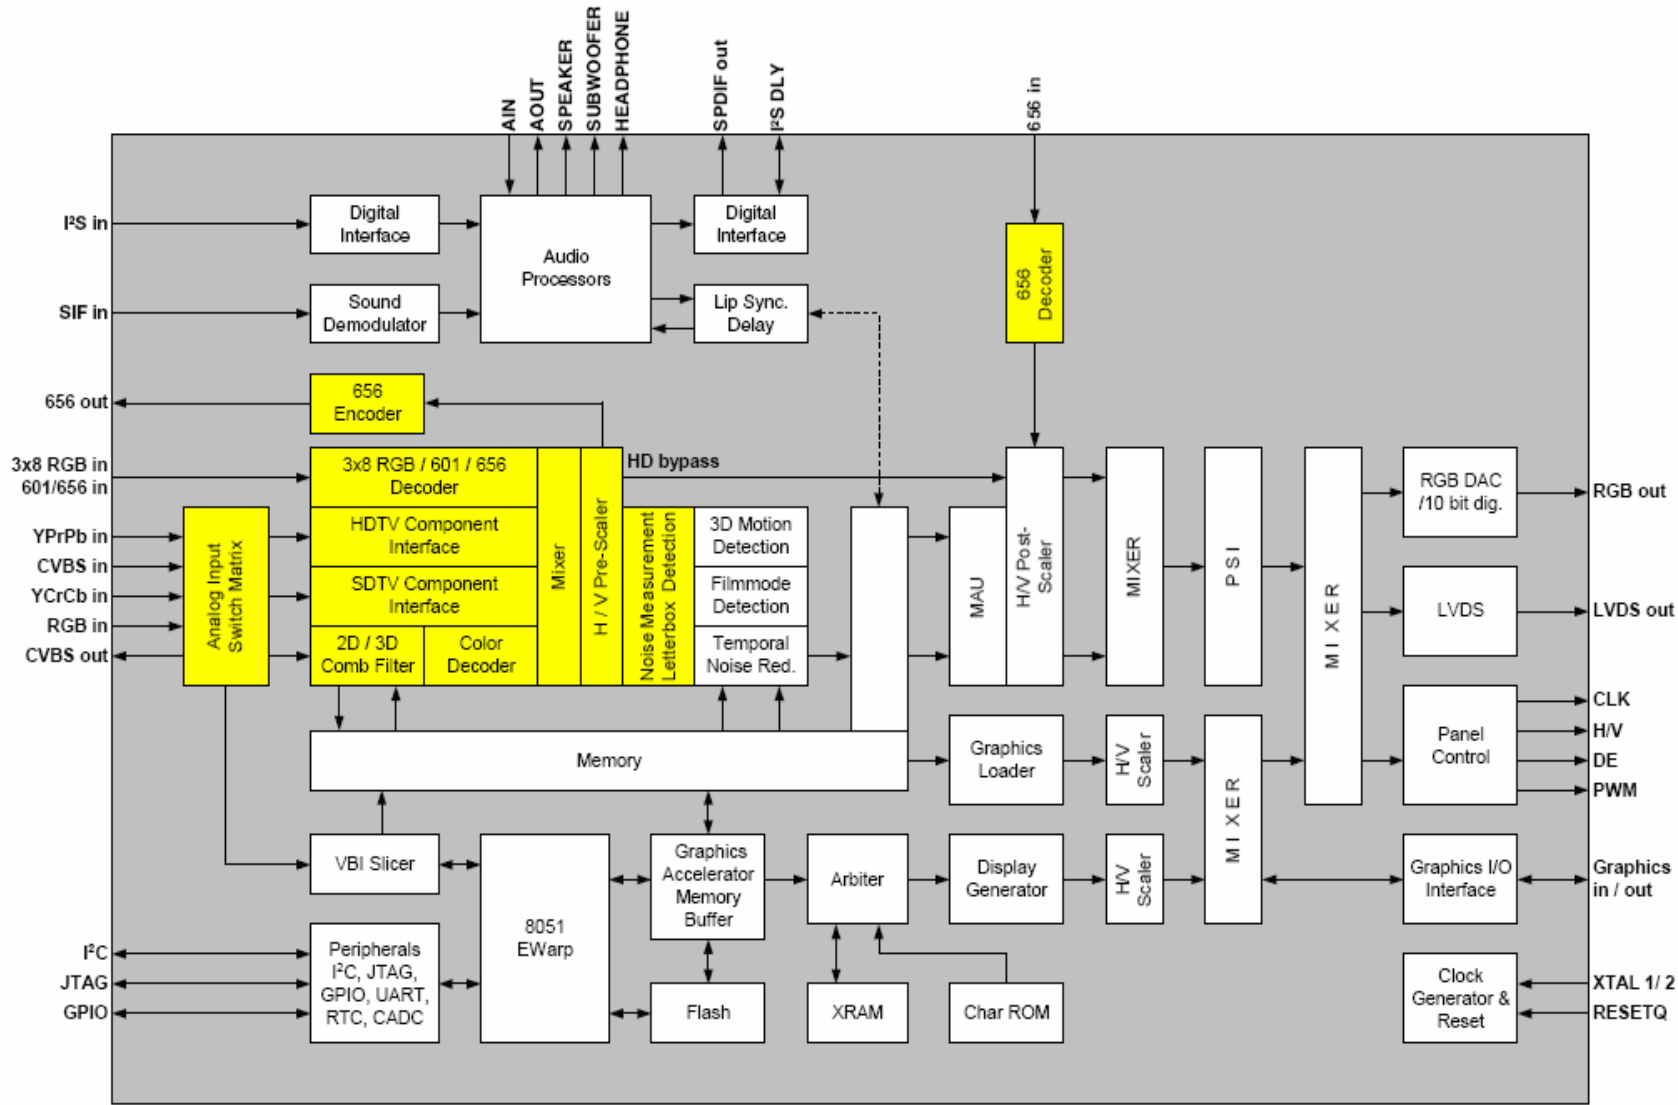 AIN
AOUT
SPEAKER
SUBWOOFER
HEADPHONE
SPDIF out
I²S DLY
656 in
I²S in
Digital
Interface
Audio
Processors
Digital
Interface
656
Decoder
SIF in
Sound
Demodulator
Lip Sync.
Delay
656 out
656
Encoder
3x8 RGB in
601/656 in
3x8 RGB / 601 / 656
Decoder
HD bypass
YPrPb in
CVBS in
YCrCb in
RGB in
CVBS out
Analog Input
Switch Matrix
HDTV Component
Interface
SDTV Component
Interface
2D / 3D
Comb Filter
Color
Decoder
Mixer
H / V Pre-Scaler
Noise Measurement
Letterbox Detection
3D Motion
Detection
Filmmode
Detection
Temporal
Noise Red.
MAU
H/V Post-
Scaler
MIXER
PSI
MIXER
RGB DAC
/10 bit dig.
RGB out
LVDS
LVDS out
Panel
Control
CLK
H/V
DE
PWM
Memory
Graphics
Loader
H/V
Scaler
MIXER
VBI Slicer
8051
EWarp
Graphics
Accelerator
Memory
Buffer
Arbiter
Display
Generator
H/V
Scaler
Graphics I/O
Interface
Graphics
in / out
I²C
JTAG
GPIO
Peripherals
I²C, JTAG,
GPIO, UART,
RTC, CADC
Flash
XRAM
Char ROM
Clock
Generator &
Reset
XTAL 1/ 2
RESETQ